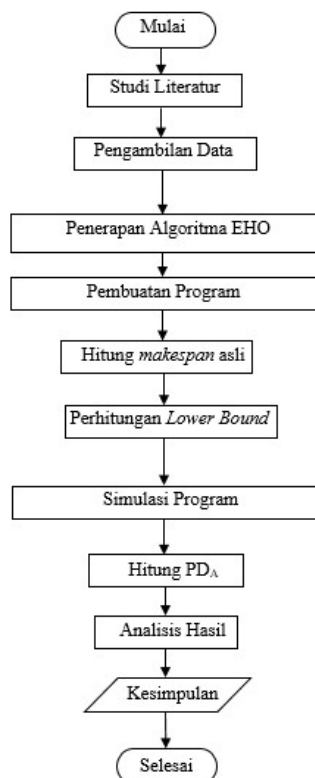 Mulai
Studi Literatur
Pengambilan Data
Penerapan Algoritma EHO
Pembuatan Program
Hitung makespan asli
Perhitungan Lower Bound
Simulasi Program
Hitung PDA
Analisis Hasil
Kesimpulan
Selesai